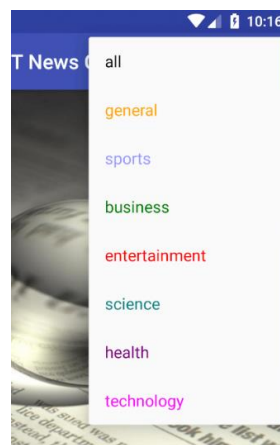 10:16
T News
all
general
sports
business
entertainment
science
health
technology